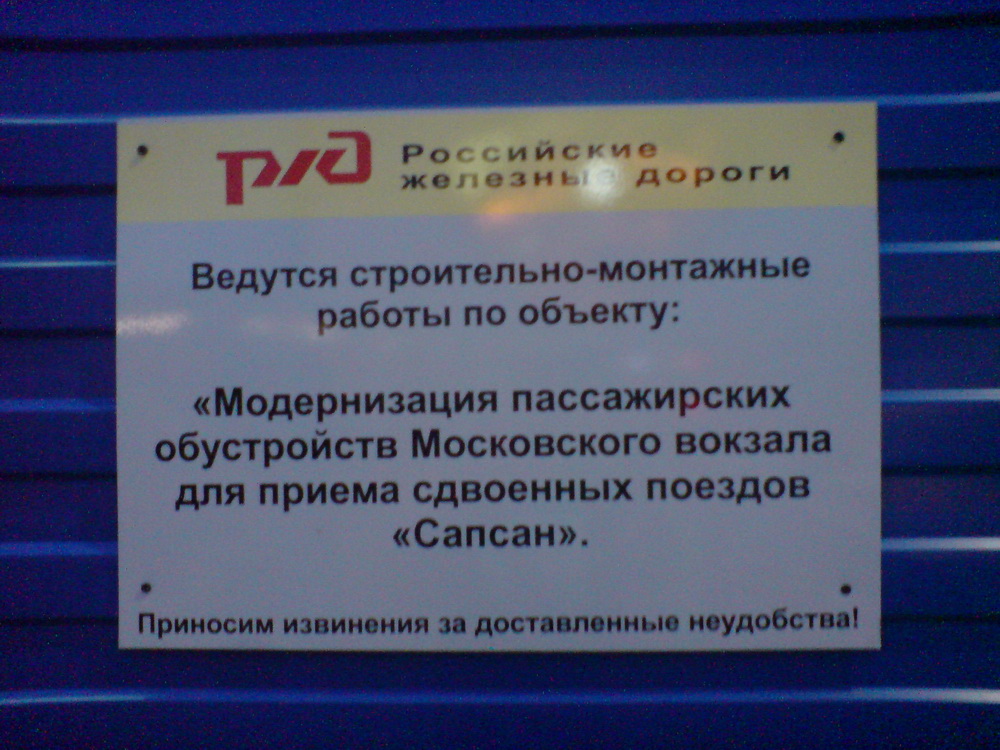 РЖД
Российские
железные дороги
Ведутся строительно-монтажные
работы по объекту:
«Модернизация пассажирских
обустройств Московского вокзала
для приема сдвоенных поездов
«Сапсан».
Приносим извинения за доставленные неудобства!